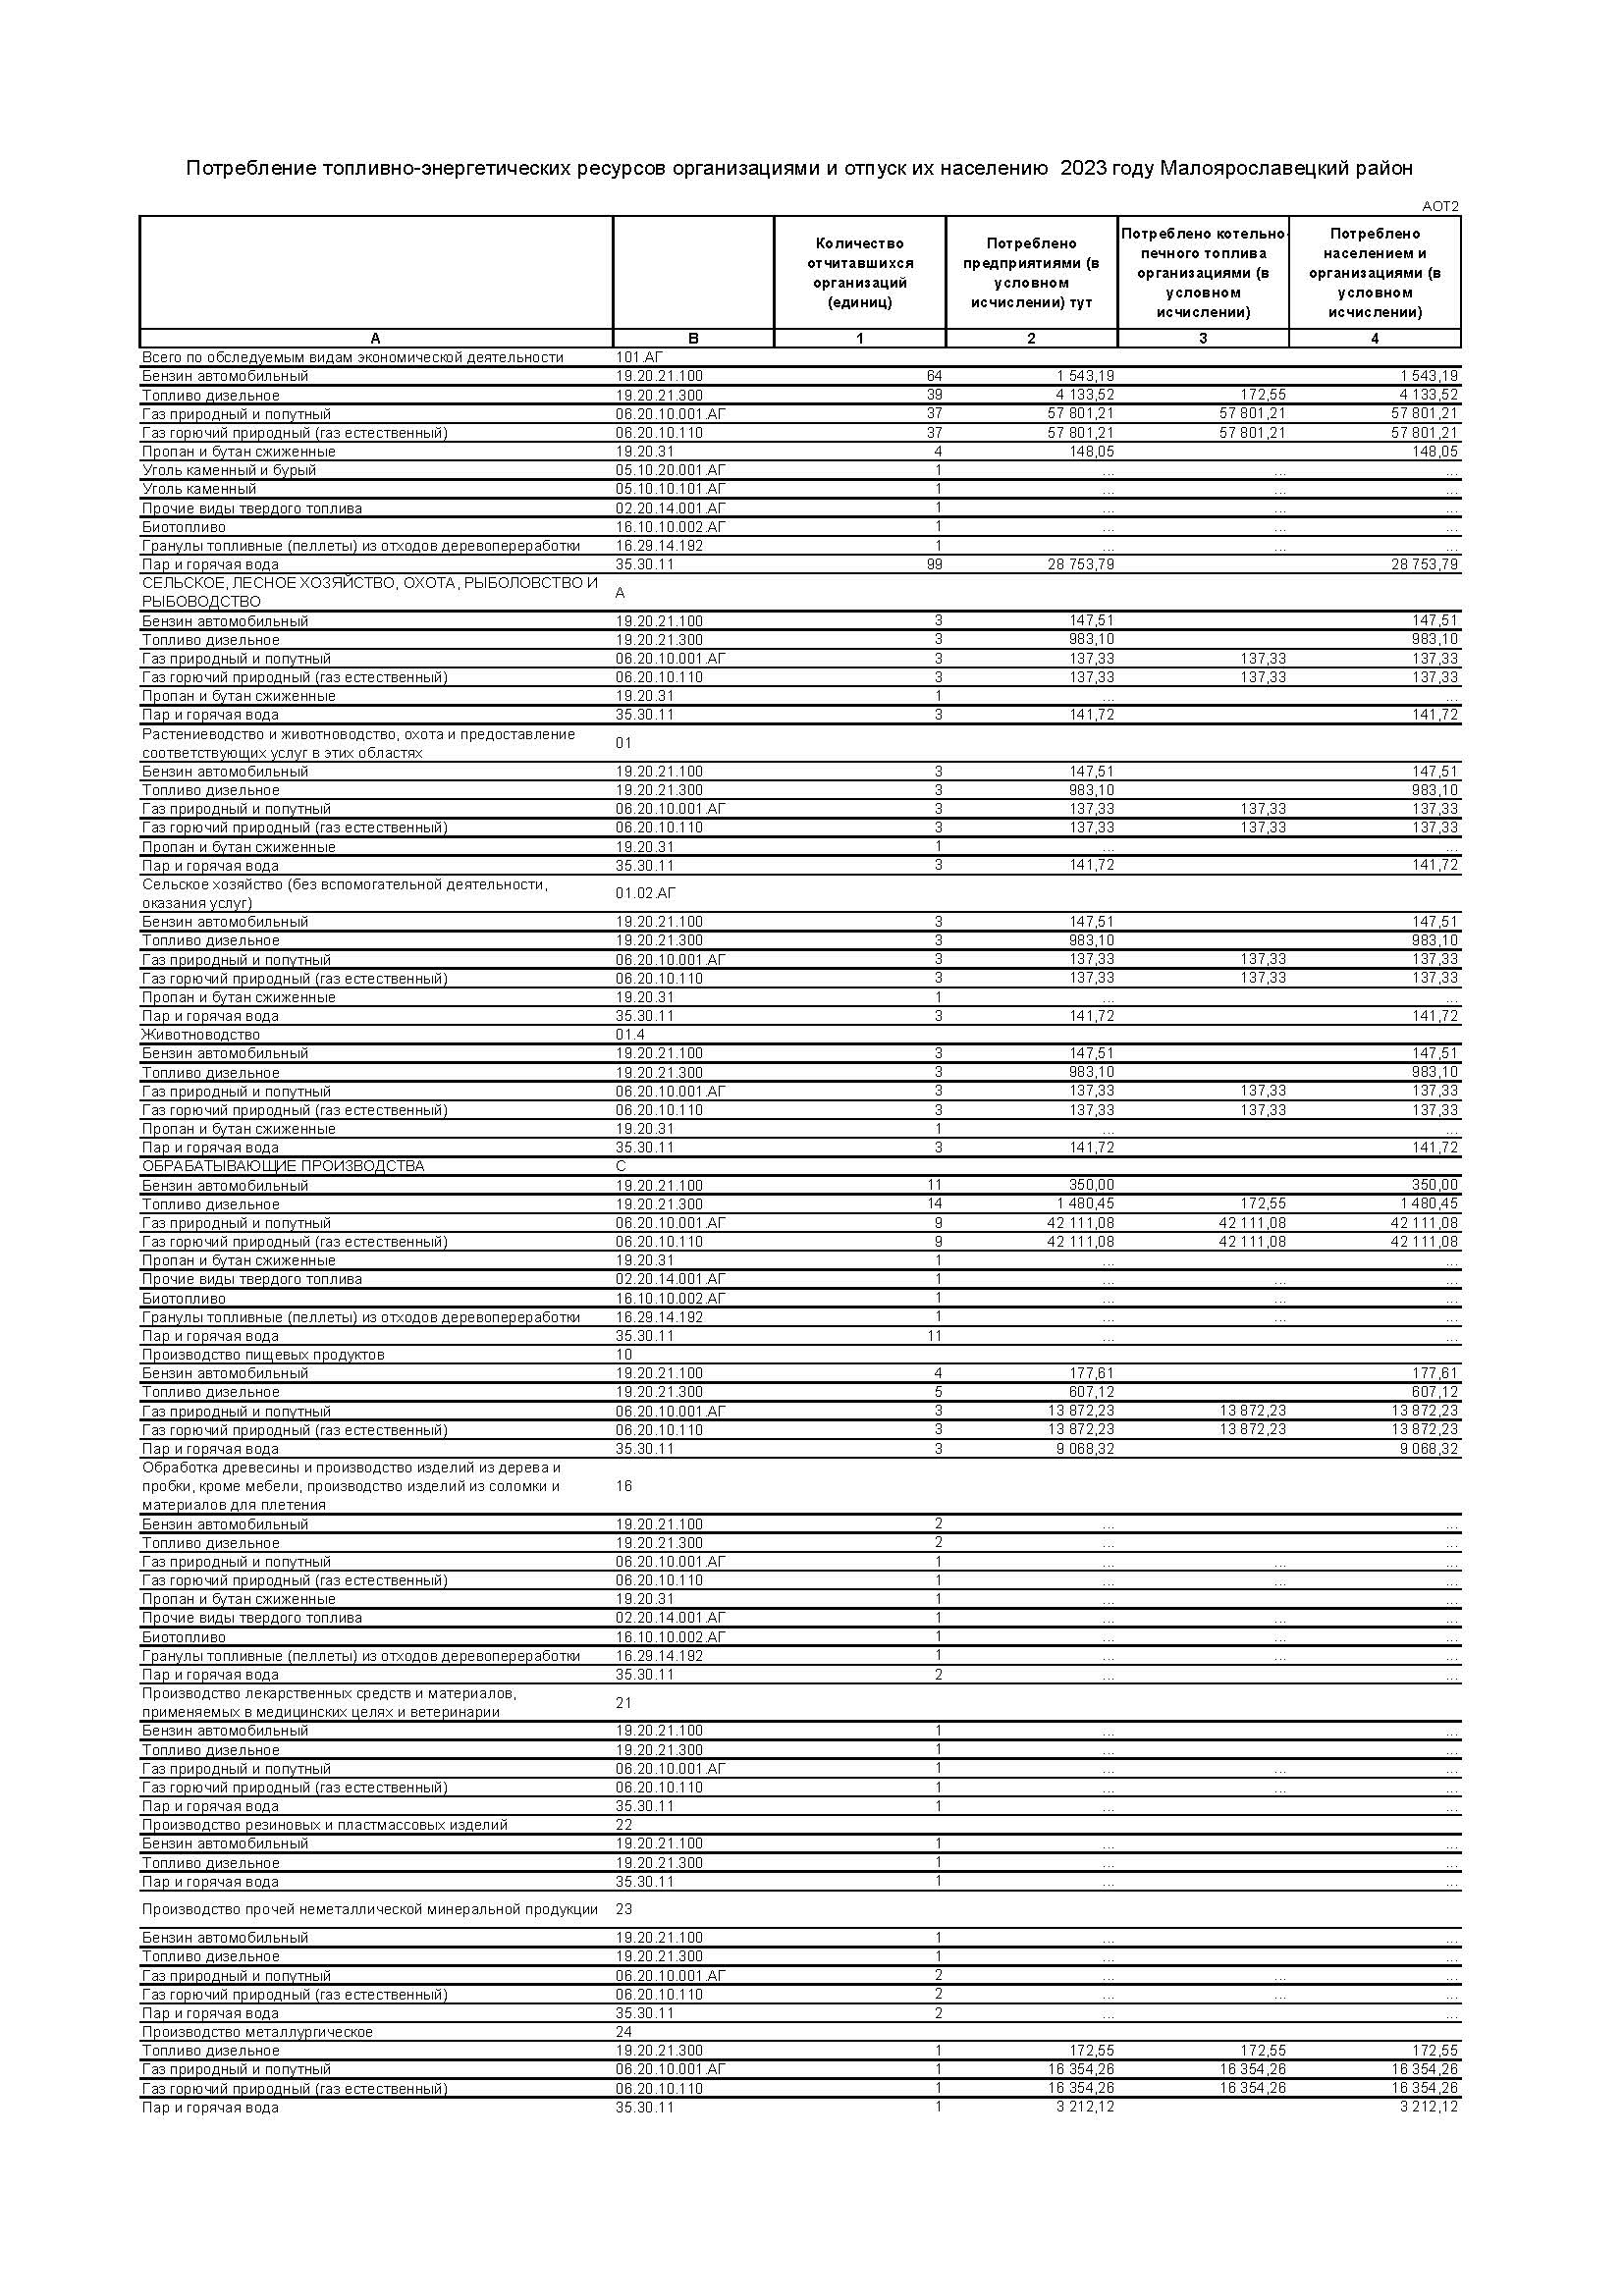 Потребление топливно-энергетических ресурсов организациями и отпуск их населению  2023 году Малоярославецкий район
АОТ2
Количество отчитавшихся организаций (единиц) Потреблено предприятиями (в условном исчислении) тут Потреблено котельно-печного топлива организациями (в условном исчислении) Потреблено населением и организациями (в условном исчислении)
А В 1 2 3 4
Всего по обследуемым видам экономической деятельности 101.АГ
Бензин автомобильный 19.20.21.100 64 1 543,19 1 543,19
Топливо дизельное 19.20.21.300 39 4 133,52 172,55 4 133,52
Газ природный и попутный 06.20.10.001.АГ 37 57 801,21 57 801,21 57 801,21
Газ горючий природный (газ естественный) 06.20.10.110 37 57 801,21 57 801,21 57 801,21
Пропан и бутан сжиженные 19.20.31 4 148,05 148,05
Уголь каменный и бурый 05.10.20.001.АГ 1 ... ... ...
Уголь каменный 05.10.10.101.АГ 1 ... ... ...
Прочие виды твердого топлива 02.20.14.001.АГ 1 ... ... ...
Биотопливо 16.10.10.002.АГ 1 ... ... ...
Гранулы топливные (пеллеты) из отходов деревопереработки 16.29.14.192 1 ... ... ...
Пар и горячая вода 35.30.11 99 28 753,79 28 753,79
СЕЛЬСКОЕ, ЛЕСНОЕ ХОЗЯЙСТВО, ОХОТА, РЫБОЛОВСТВО И
РЫБОВОДСТВО А
Бензин автомобильный 19.20.21.100 3 147,51 147,51
Топливо дизельное 19.20.21.300 3 983,10 983,10
Газ природный и попутный 06.20.10.001.АГ 3 137,33 137,33 137,33
Газ горючий природный (газ естественный) 06.20.10.110 3 137,33 137,33 137,33
Пропан и бутан сжиженные 19.20.31 1 ... ...
Пар и горячая вода 35.30.11 3 141,72 141,72
Растениеводство и животноводство, охота и предоставление
соответствующих услуг в этих областях 01
Бензин автомобильный 19.20.21.100 3 147,51 147,51
Топливо дизельное 19.20.21.300 3 983,10 983,10
Газ природный и попутный 06.20.10.001.АГ 3 137,33 137,33 137,33
Газ горючий природный (газ естественный) 06.20.10.110 3 137,33 137,33 137,33
Пропан и бутан сжиженные 19.20.31 1 ... ...
Пар и горячая вода 35.30.11 3 141,72 141,72
Сельское хозяйство (без вспомогательной деятельности,
оказания услуг) 01.02.АГ
Бензин автомобильный 19.20.21.100 3 147,51 147,51
Топливо дизельное 19.20.21.300 3 983,10 983,10
Газ природный и попутный 06.20.10.001.АГ 3 137,33 137,33 137,33
Газ горючий природный (газ естественный) 06.20.10.110 3 137,33 137,33 137,33
Пропан и бутан сжиженные 19.20.31 1 ... ...
Пар и горячая вода 35.30.11 3 141,72 141,72
Животноводство 01.4
Бензин автомобильный 19.20.21.100 3 147,51 147,51
Топливо дизельное 19.20.21.300 3 983,10 983,10
Газ природный и попутный 06.20.10.001.АГ 3 137,33 137,33 137,33
Газ горючий природный (газ естественный) 06.20.10.110 3 137,33 137,33 137,33
Пропан и бутан сжиженные 19.20.31 1 ... ...
Пар и горячая вода 35.30.11 3 141,72 141,72
ОБРАБАТЫВАЮЩИЕ ПРОИЗВОДСТВА С
Бензин автомобильный 19.20.21.100 11 350,00 350,00
Топливо дизельное 19.20.21.300 14 1 480,45 172,55 1 480,45
Газ природный и попутный 06.20.10.001.АГ 9 42 111,08 42 111,08 42 111,08
Газ горючий природный (газ естественный) 06.20.10.110 9 42 111,08 42 111,08 42 111,08
Пропан и бутан сжиженные 19.20.31 1 ... ...
Прочие виды твердого топлива 02.20.14.001.АГ 1 ... ... ...
Биотопливо 16.10.10.002.АГ 1 ... ... ...
Гранулы топливные (пеллеты) из отходов деревопереработки 16.29.14.192 1 ... ... ...
Пар и горячая вода 35.30.11 11 ... ...
Производство пищевых продуктов 10
Бензин автомобильный 19.20.21.100 4 177,61 177,61
Топливо дизельное 19.20.21.300 5 607,12 607,12
Газ природный и попутный 06.20.10.001.АГ 3 13 872,23 13 872,23 13 872,23
Газ горючий природный (газ естественный) 06.20.10.110 3 13 872,23 13 872,23 13 872,23
Пар и горячая вода 35.30.11 3 9 068,32 9 068,32
Обработка древесины и производство изделий из дерева и
пробки, кроме мебели, производство изделий из соломки и 16
материалов для плетения
Бензин автомобильный 19.20.21.100 2 ... ...
Топливо дизельное 19.20.21.300 2 ... ...
Газ природный и попутный 06.20.10.001.АГ 1 ... ... ...
Газ горючий природный (газ естественный) 06.20.10.110 1 ... ... ...
Пропан и бутан сжиженные 19.20.31 1 ... ...
Прочие виды твердого топлива 02.20.14.001.АГ 1 ... ... ...
Биотопливо 16.10.10.002.АГ 1 ... ... ...
Гранулы топливные (пеллеты) из отходов деревопереработки 16.29.14.192 1 ... ... ...
Пар и горячая вода 35.30.11 2 ... ...
Производство лекарственных средств и материалов,
применяемых в медицинских целях и ветеринарии 21
Бензин автомобильный 19.20.21.100 1 ... ...
Топливо дизельное 19.20.21.300 1 ... ...
Газ природный и попутный 06.20.10.001.АГ 1 ... ... ...
Газ горючий природный (газ естественный) 06.20.10.110 1 ... ... ...
Пар и горячая вода 35.30.11 1 ... ...
Производство резиновых и пластмассовых изделий 22
Бензин автомобильный 19.20.21.100 1 ... ...
Топливо дизельное 19.20.21.300 1 ... ...
Пар и горячая вода 35.30.11 1 ... ...
Производство прочей неметаллической минеральной продукции 23
Бензин автомобильный 19.20.21.100 1 ... ...
Топливо дизельное 19.20.21.300 1 ... ...
Газ природный и попутный 06.20.10.001.АГ 2 ... ... ...
Газ горючий природный (газ естественный) 06.20.10.110 2 ... ... ...
Пар и горячая вода 35.30.11 2 ... ...
Производство металлургическое 24
Топливо дизельное 19.20.21.300 1 172,55 172,55 172,55
Газ природный и попутный 06.20.10.001.АГ 1 16 354,26 16 354,26 16 354,26
Газ горючий природный (газ естественный) 06.20.10.110 1 16 354,26 16 354,26 16 354,26
Пар и горячая вода 35.30.11 1 3 212,12 3 212,12